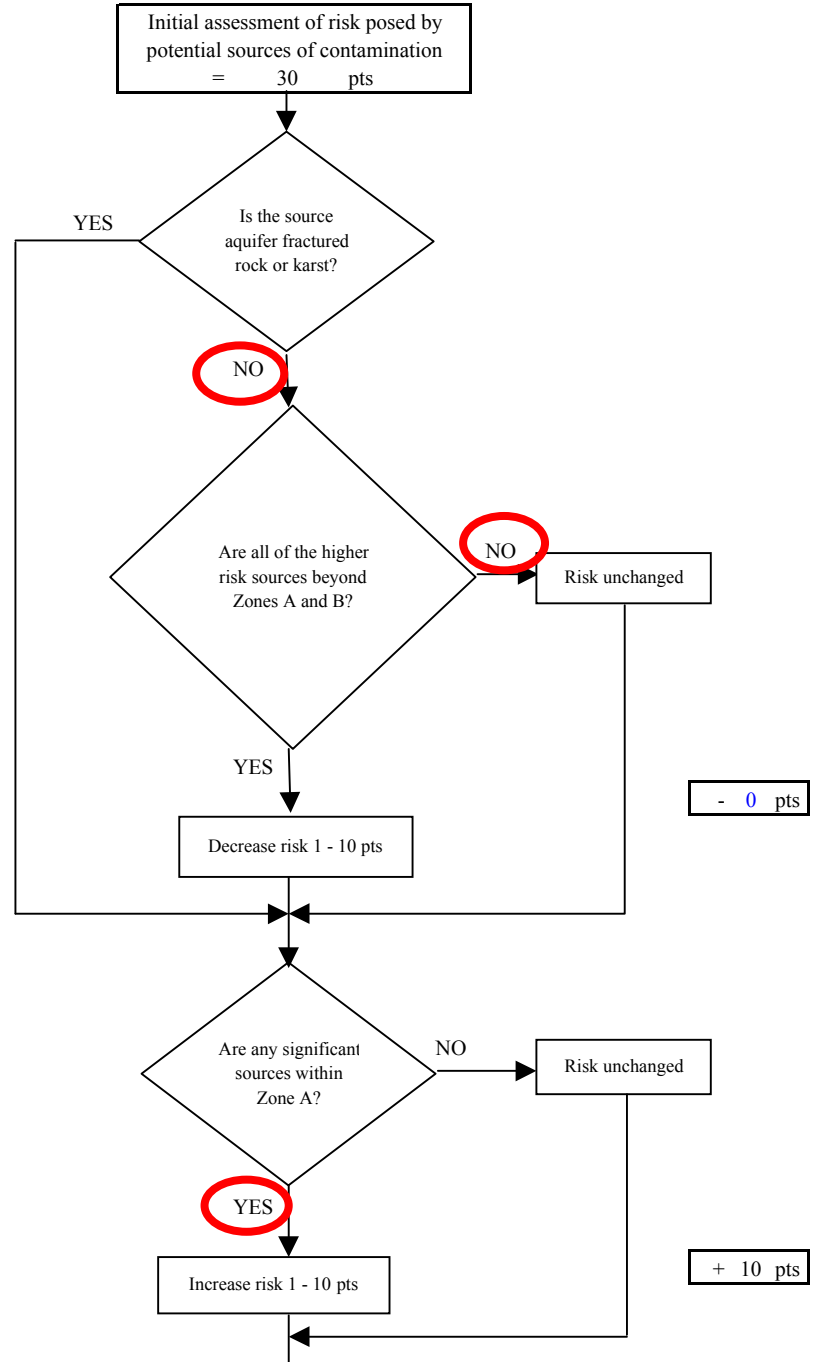 Initial assessment of risk posed by
potential sources of contamination
= 30 pts
YES
Is the source
aquifer fractured
rock or karst?
NO
Are all of the higher
risk sources beyond
Zones A and B?
NO
Risk unchanged
YES
- 0 pts
Decrease risk 1 - 10 pts
Are any significant
sources within
Zone A?
NO
Risk unchanged
YES
+ 10 pts
Increase risk 1 - 10 pts